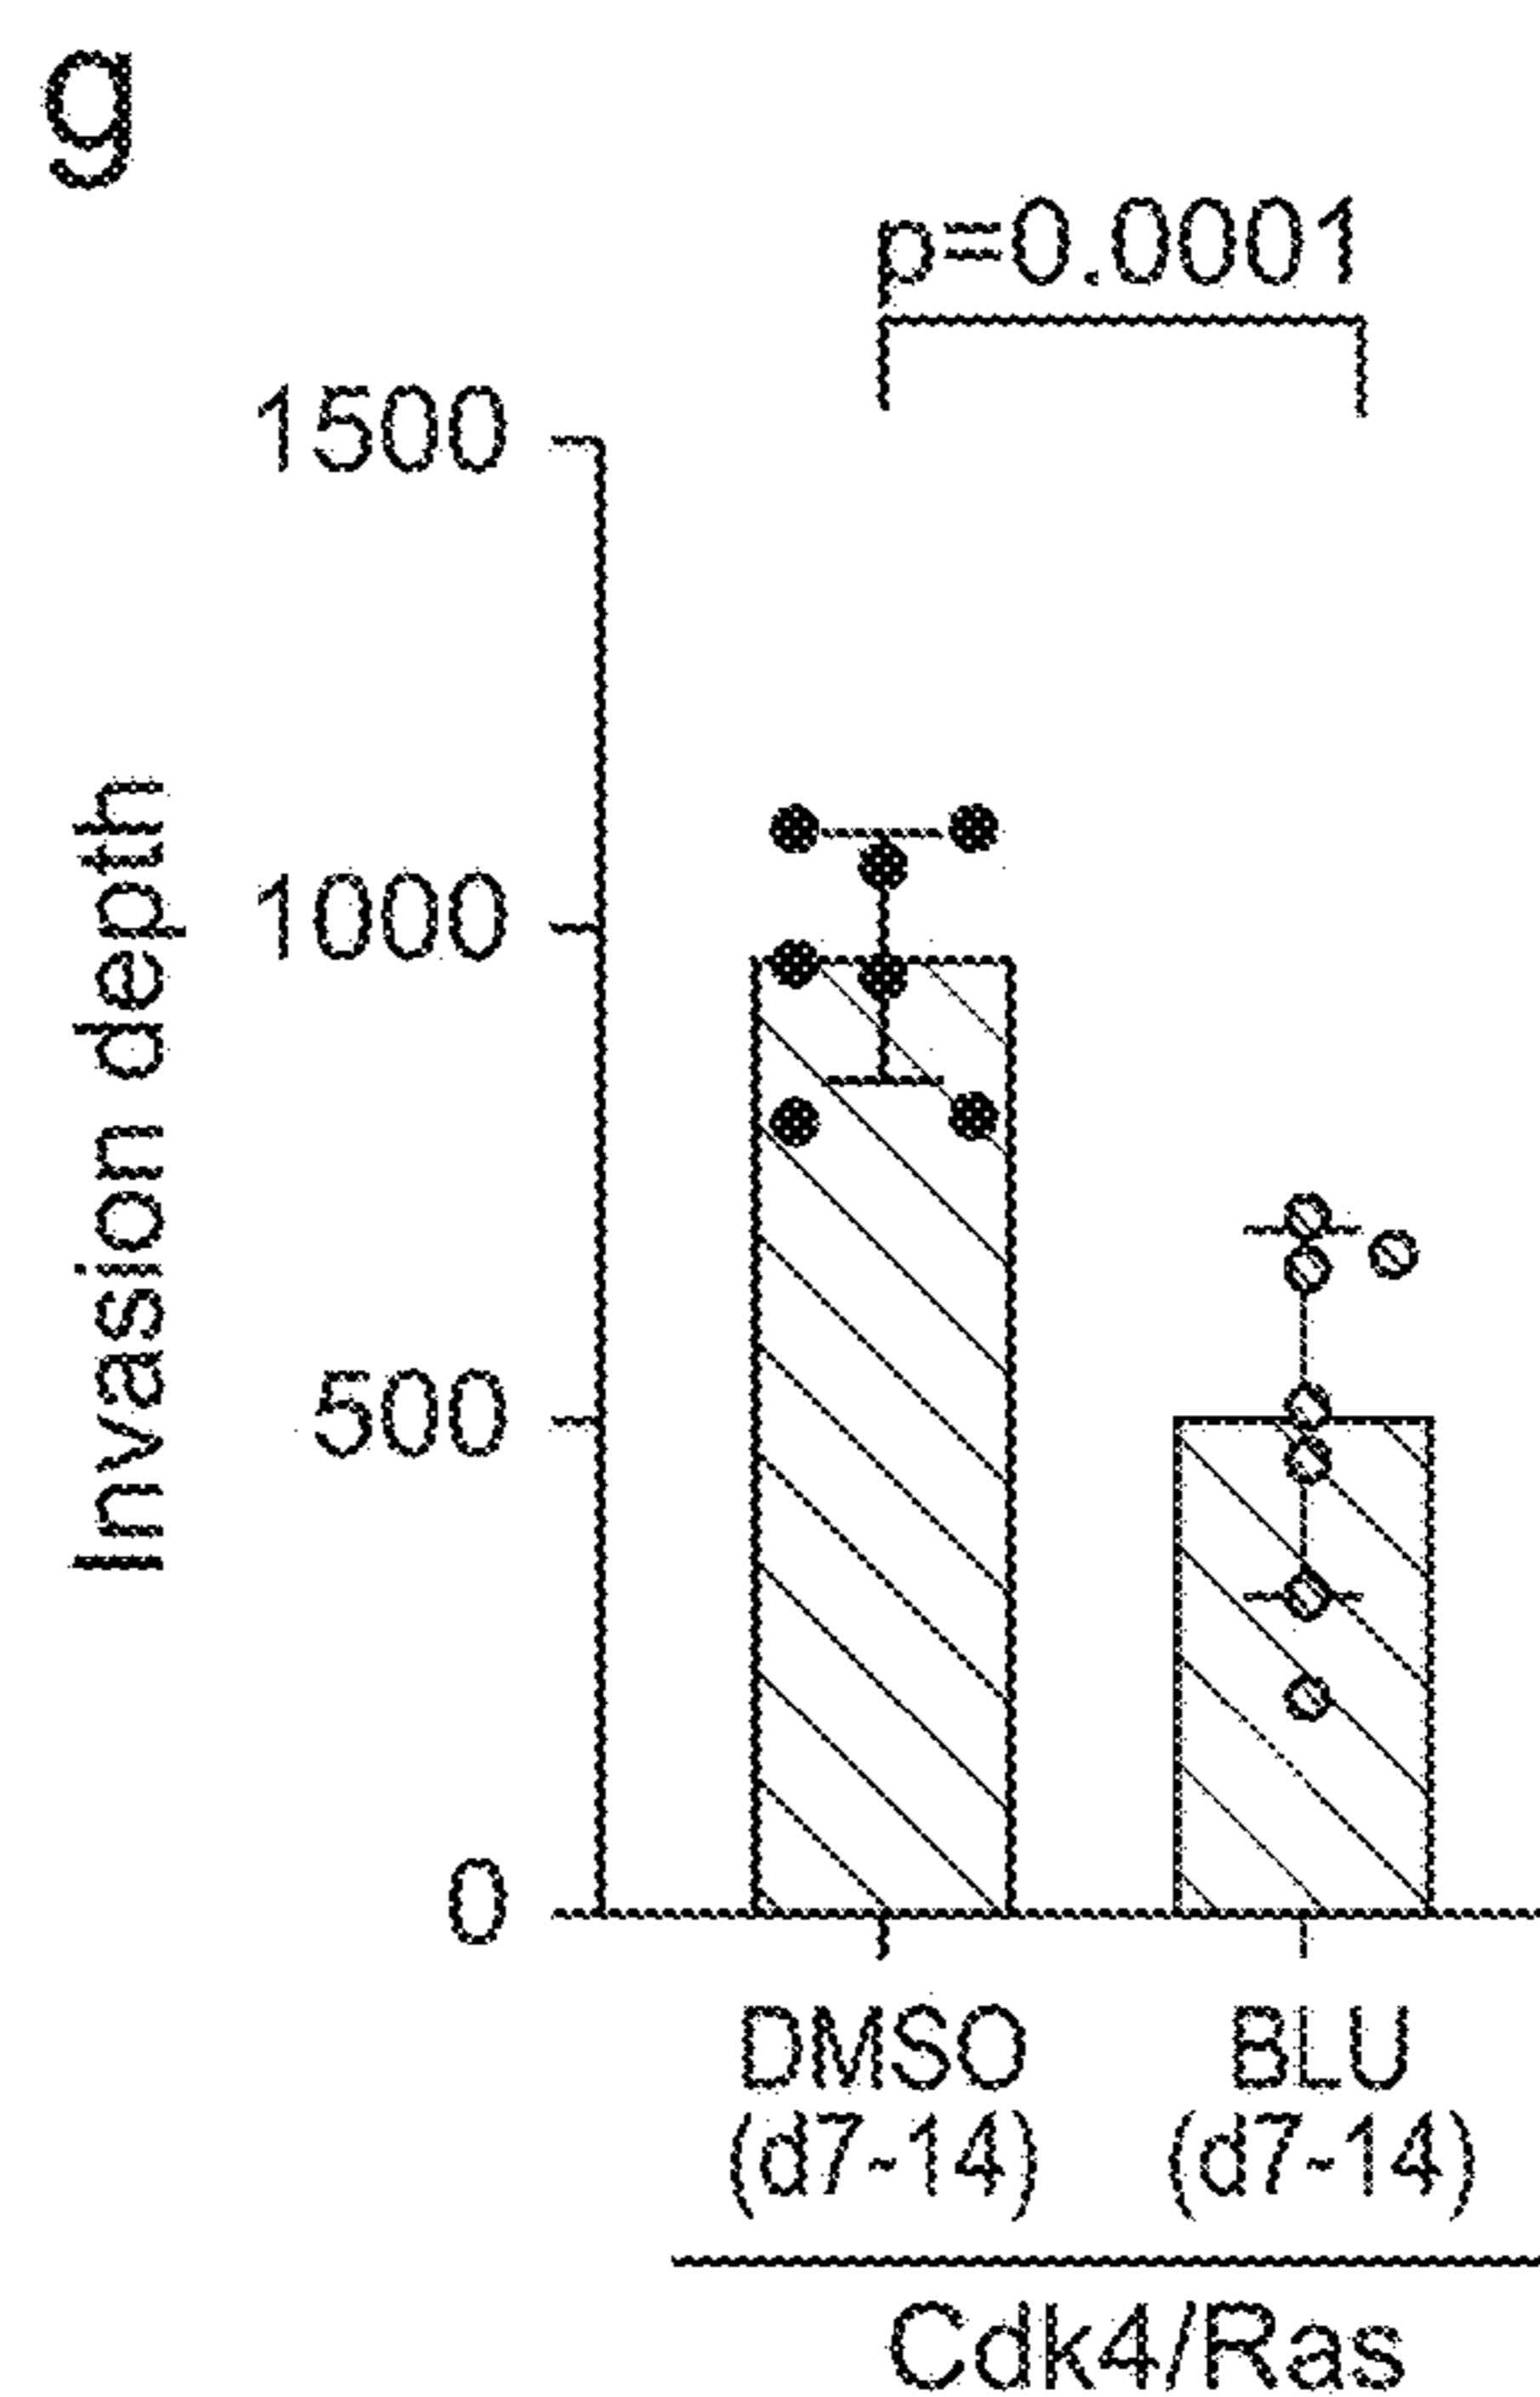 g
p=0.0001
1500
1000
500
0
Invasion depth
DMSO
(d7-14)
BLU
(d7-14)
Cdk4/Ras